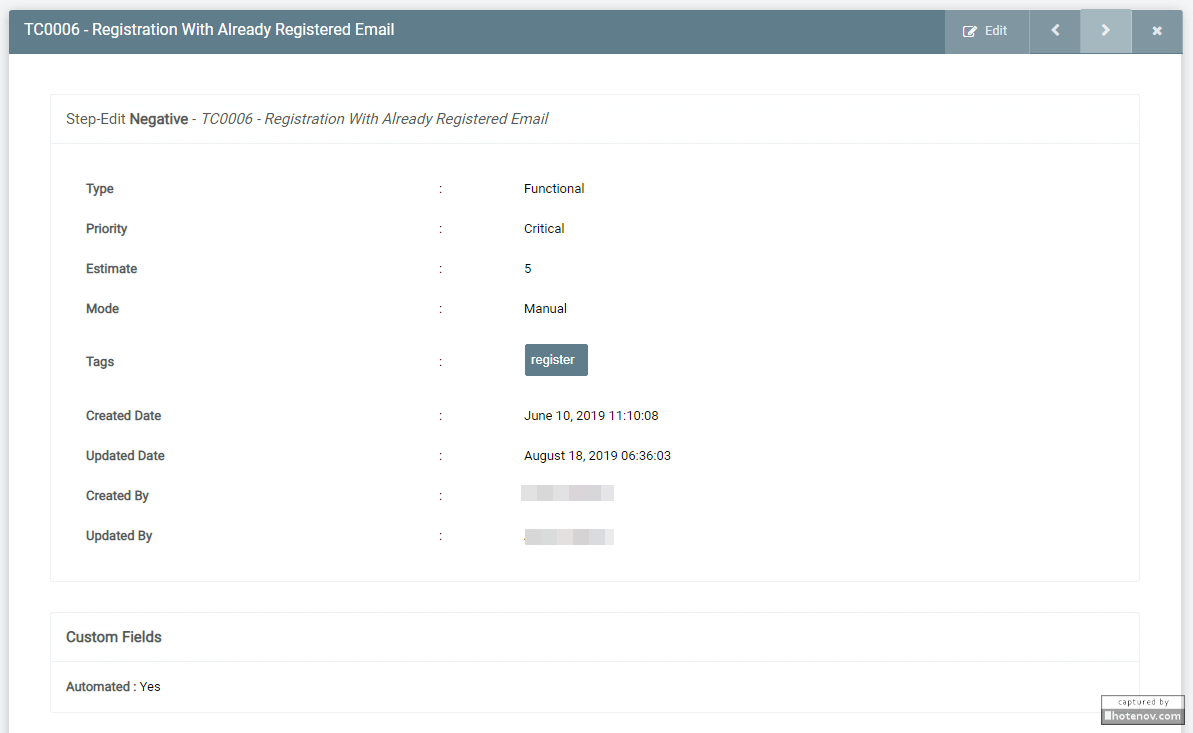 TC0006 - Registration With Already Registered Email Edit
Step-Edit Negative - TC0006 - Registration With Already Registered Email
Type : Functional
Priority : Critical
Estimate : 5
Mode : Manual
Tags : register
Created Date : June 10, 2019 11:10:08
Updated Date : August 18, 2019 06:36:03
Created By :
Updated By :
Custom Fields
Automated : Yes
captured by
hotenov.com